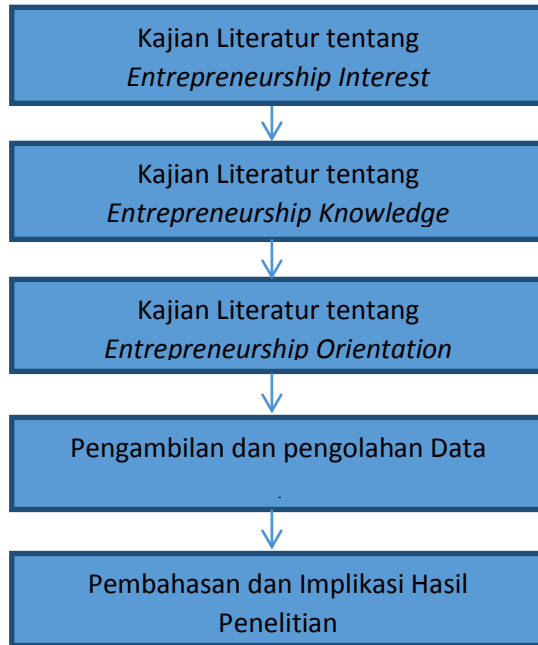 Kajian Literatur tentang
Entrepreneurship Interest
Kajian Literatur tentang
Entrepreneurship Knowledge
Kajian Literatur tentang
Entrepreneurship Orientation
Pengambilan dan pengolahan Data
.
Pembahasan dan Implikasi Hasil
Penelitian